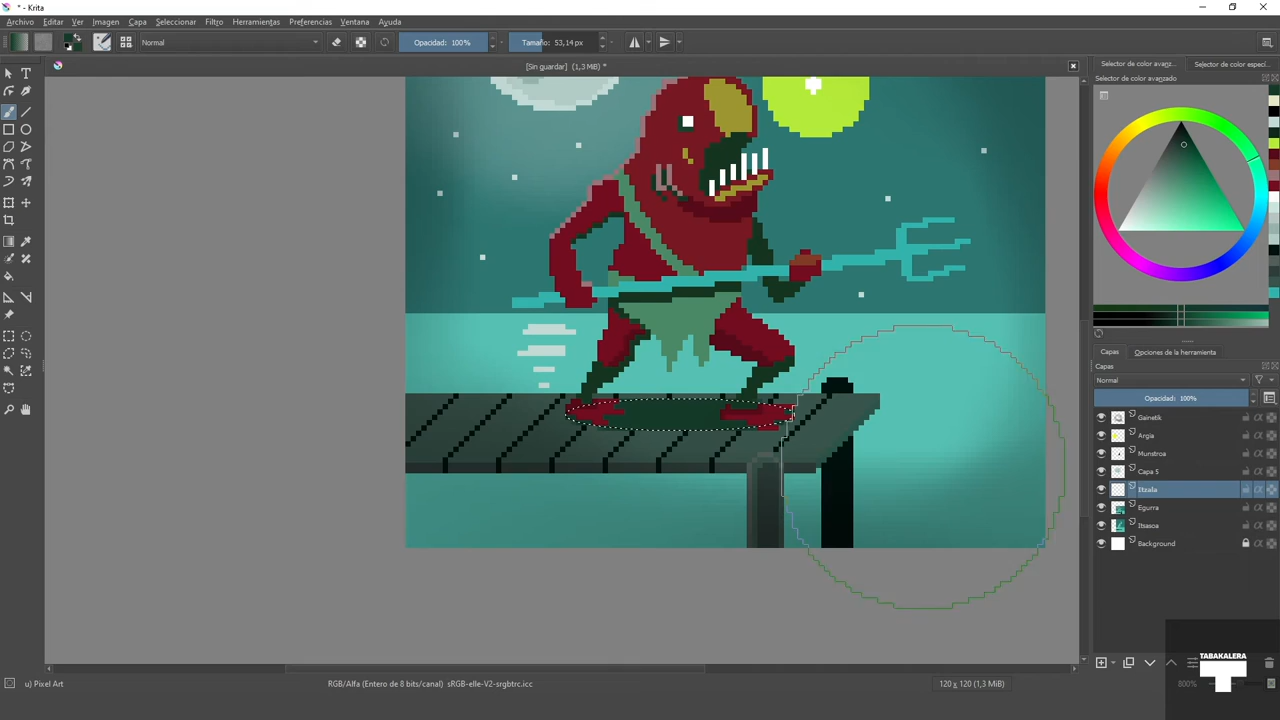 - Krita
Archivo Editar Ver Imagen Capa Seleccionar Filtro Herramientas Preferencias Ventana Ayuda
Normal Opacidad: 100% Tamaño: 53,14 px
[Sin guardar] (1,3 MiB) *
Selector de color avanz... Selector de color especí...
Selector de color avanzado
Capas Opciones de la herramienta
Capas
Normal
Opacidad: 100%
Gainetik
Argia
Munstroa
Capa 5
Itzala
Egurra
Itsasoa
Background
TABAKALERA
u) Pixel Art RGB/Alfa (Entero de 8 bits/canal) sRGB-elle-V2-srgbtrc.icc 120 x 120 (1,3 MiB) 800%